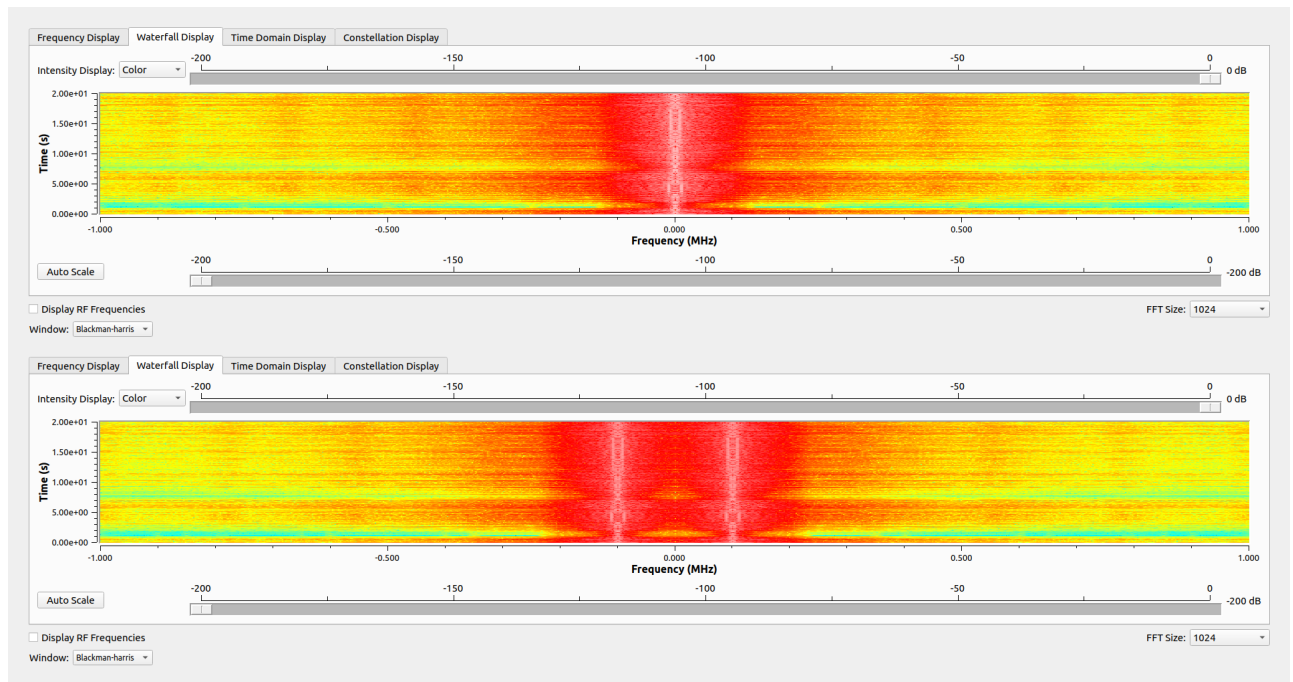 Frequency Display Waterfall Display Time Domain Display Constellation Display
-200 -150 -100 -50 0
Intensity Display: Color 0 dB
2.00e+01
1.50e+01
1.00e+01
5.00e+00
0.00e+00
Time (s)
-1.000 -0.500 0.000 0.500 1.000
Frequency (MHz)
-200 -150 -100 -50 0
Auto Scale -200 dB
Display RF Frequencies FFT Size: 1024
Window: Blackman-harris
Frequency Display Waterfall Display Time Domain Display Constellation Display
-200 -150 -100 -50 0
Intensity Display: Color 0 dB
2.00e+01
1.50e+01
1.00e+01
5.00e+00
0.00e+00
Time (s)
-1.000 -0.500 0.000 0.500 1.000
Frequency (MHz)
-200 -150 -100 -50 0
Auto Scale -200 dB
Display RF Frequencies FFT Size: 1024
Window: Blackman-harris